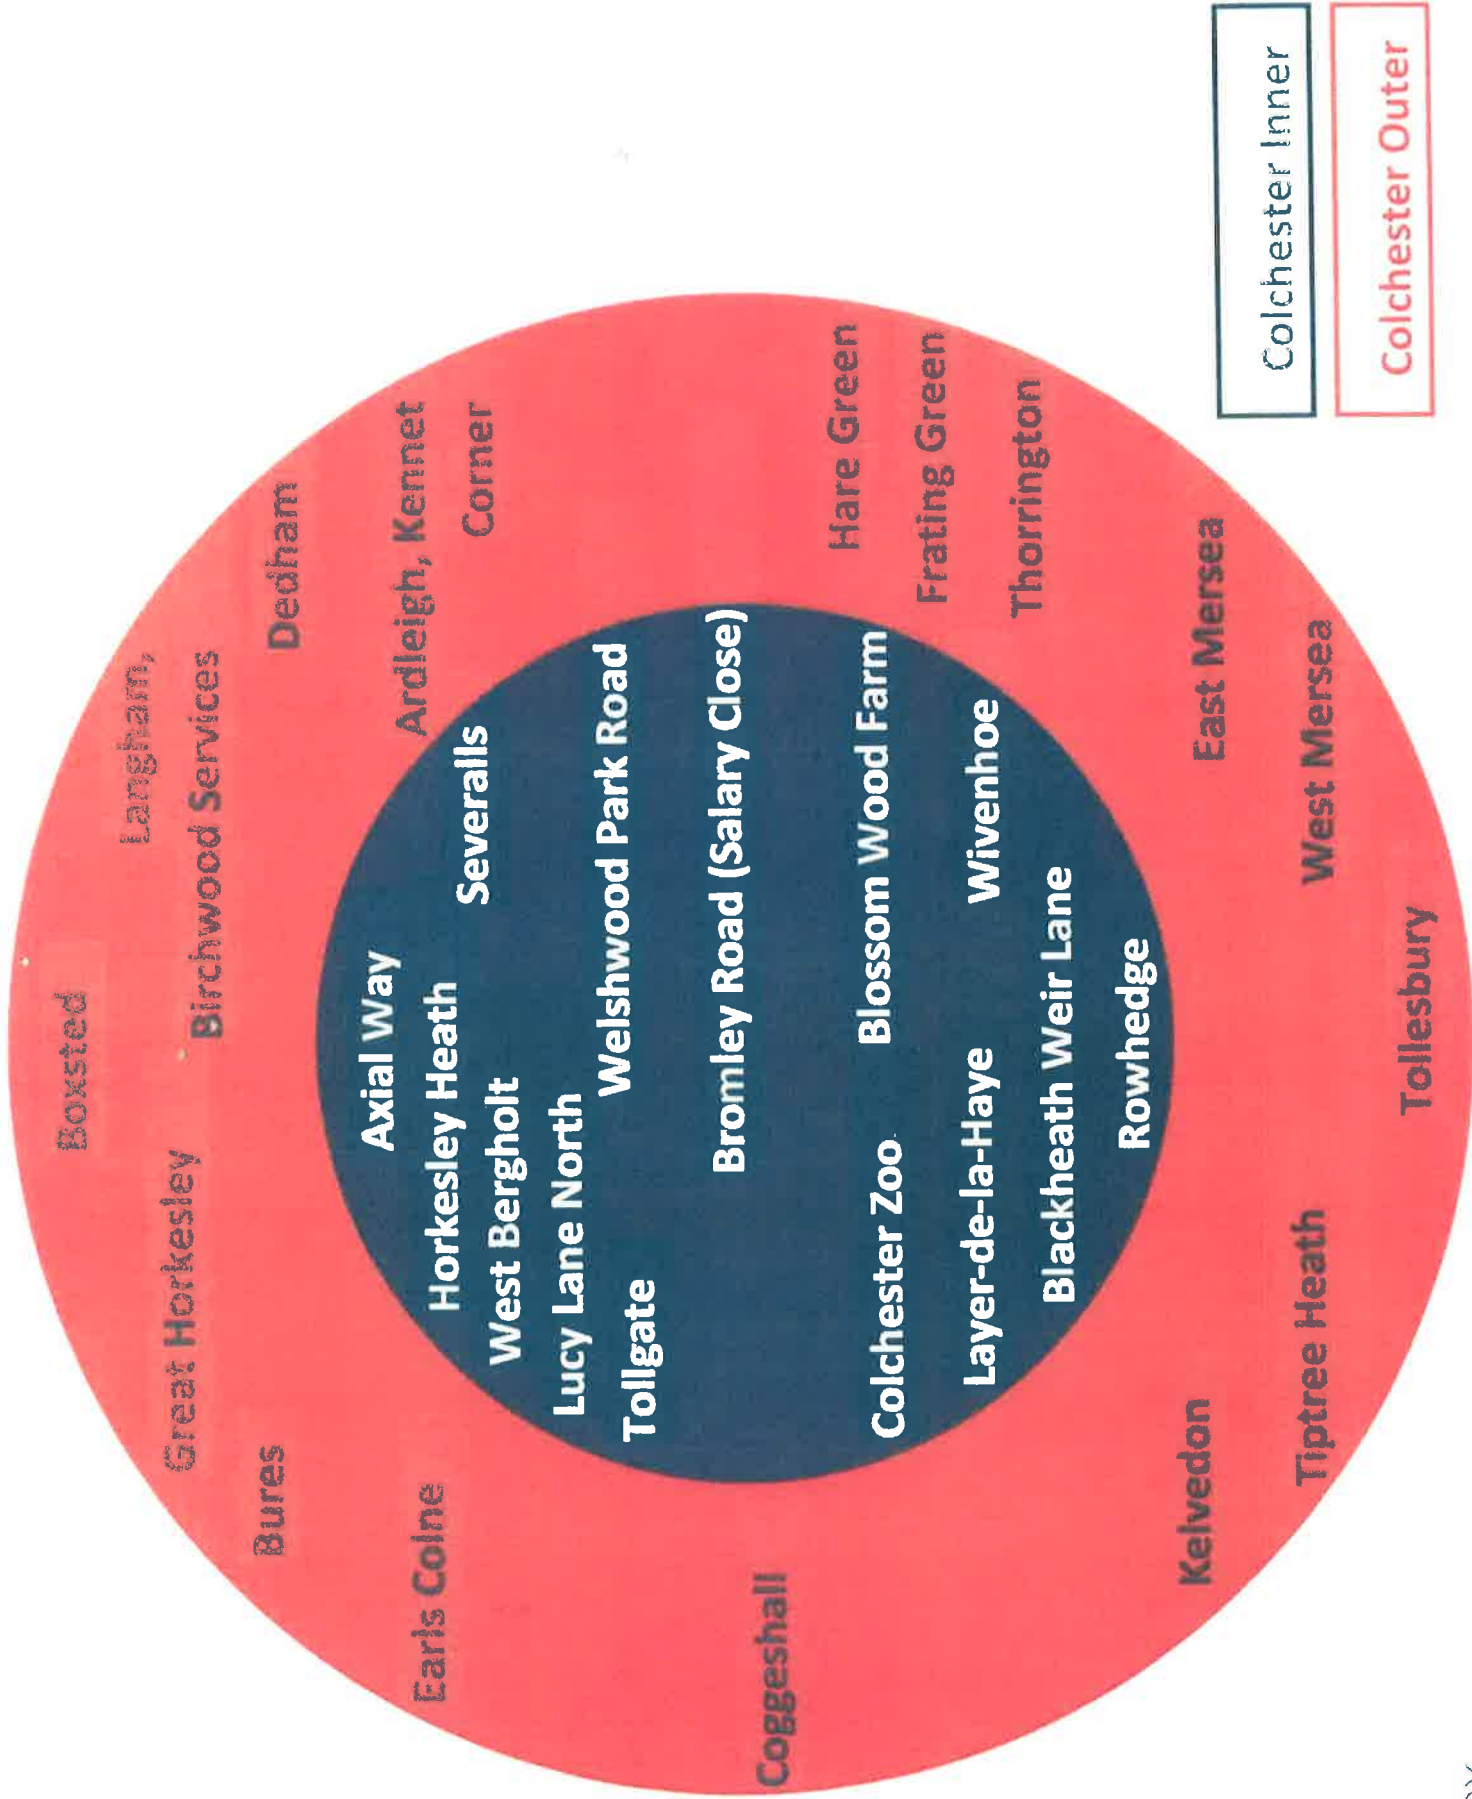 Boxsted
Langham,
Birchwood Services
Great Horkesley
Bures
Dedham
Ardleigh, Kennet
Corner
Earls Colne
Axial Way
Horkesley Heath
Severalls
West Bergholt
Lucy Lane North
Welshwood Park Road
Tollgate
Bromley Road (Salary Close)
Coggeshall
Hare Green
Colchester Zoo
Blossom Wood Farm
Frating Green
Layer-de-la-Haye
Wivenhoe
Thorrington
Blackheath Weir Lane
Rowhedge
Kelvedon
East Mersea
Tiptree Heath
West Mersea
Tollesbury
Colchester Inner
Colchester Outer